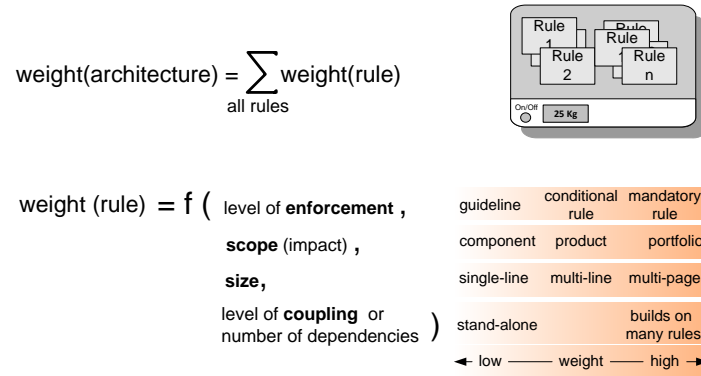 weight(architecture) = ∑ weight(rule)
all rules
Rule
1
Rule
Rule
1
Rule
2
Rule
n
On/Off
25 Kg
weight (rule) = f ( level of enforcement ,
scope (impact) ,
size,
level of coupling or
number of dependencies )
guideline conditional rule mandatory rule
component product portfolio
single-line multi-line multi-page
stand-alone builds on many rules
low weight high